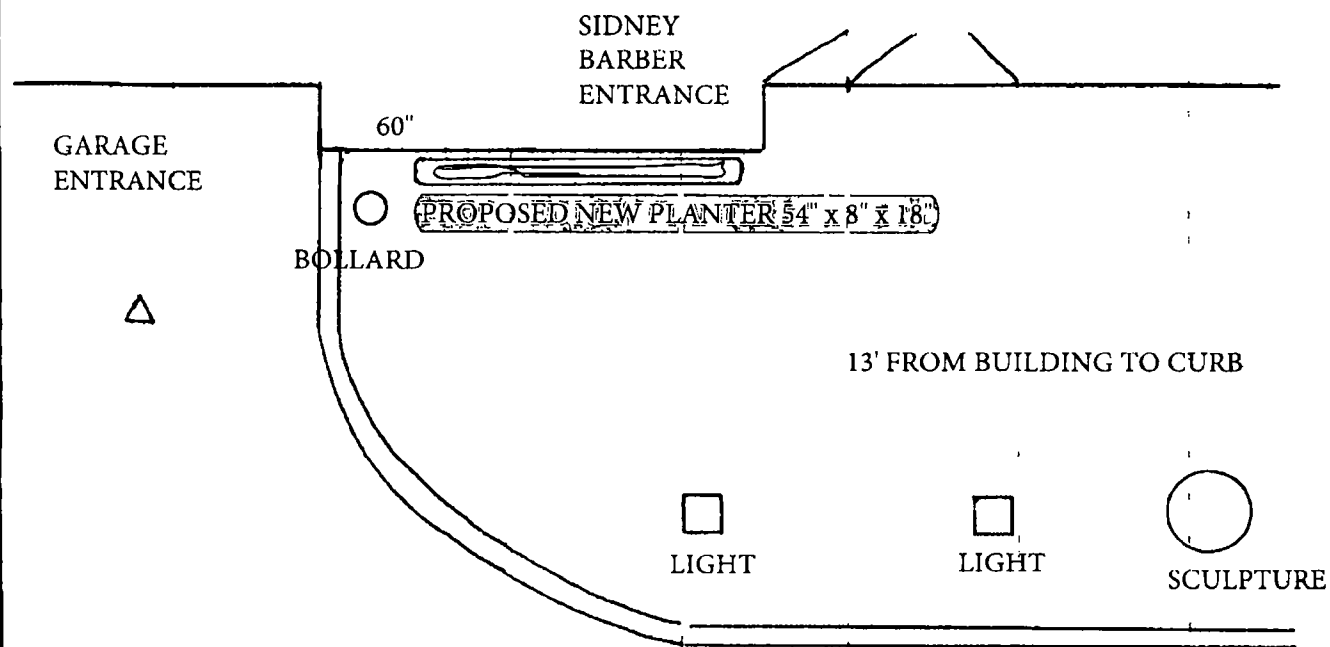 SIDNEY
BARBER
ENTRANCE
60"
GARAGE
ENTRANCE
PROPOSED NEW PLANTER 54" x 8" x 18"
BOLLARD
13' FROM BUILDING TO CURB
LIGHT
LIGHT
SCULPTURE